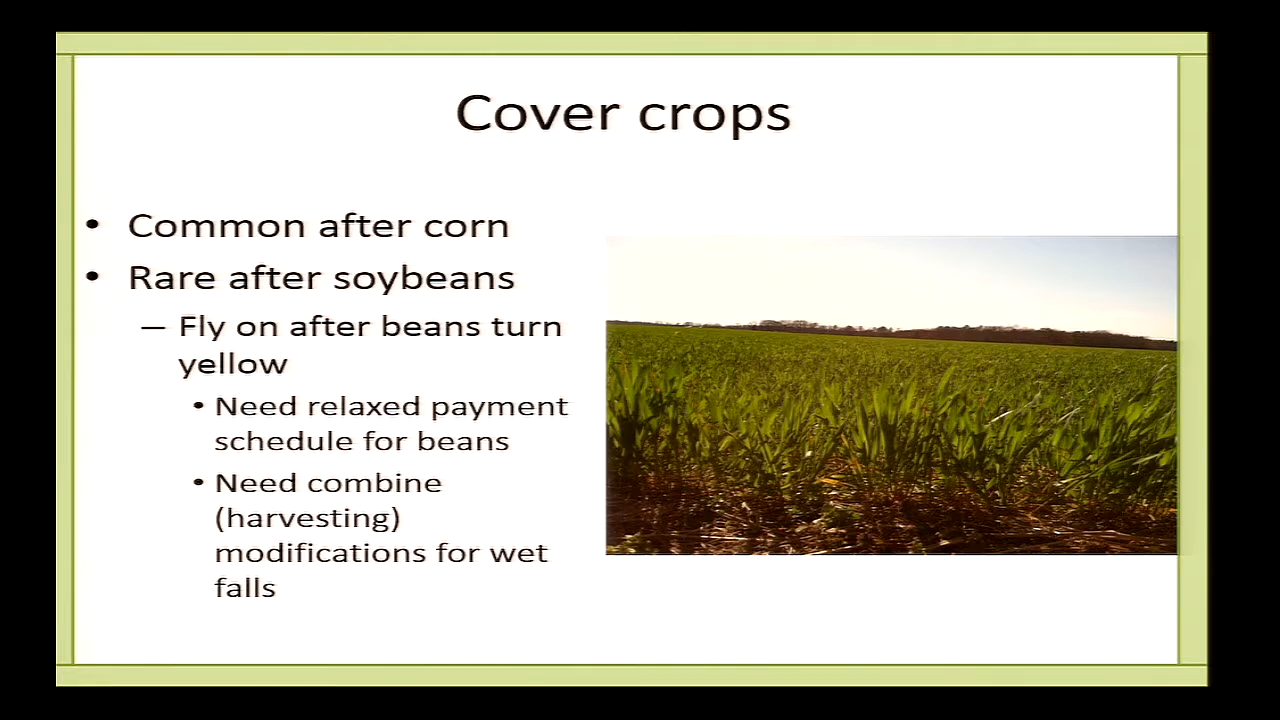 Cover crops
• Common after corn
• Rare after soybeans
– Fly on after beans turn
yellow
• Need relaxed payment
schedule for beans
• Need combine
(harvesting)
modifications for wet
falls